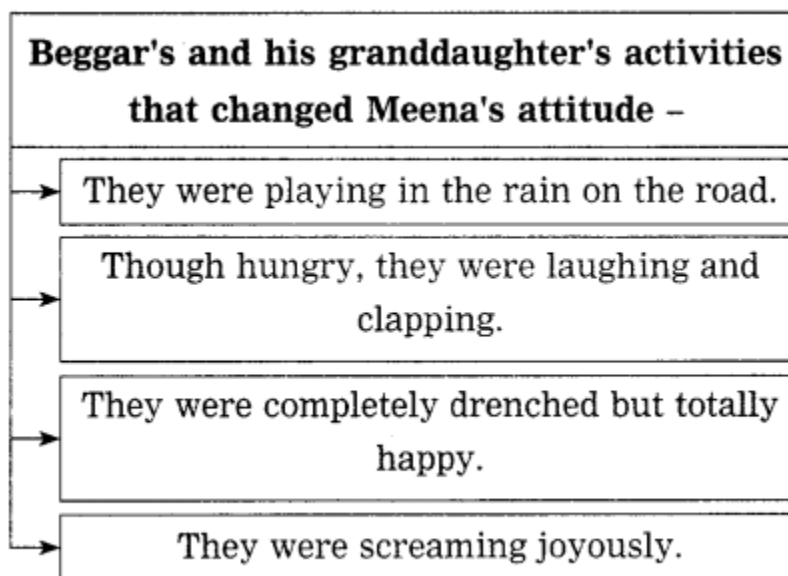 Beggar's and his granddaughter's activities
that changed Meena's attitude –
They were playing in the rain on the road.
Though hungry, they were laughing and
clapping.
They were completely drenched but totally
happy.
They were screaming joyously.